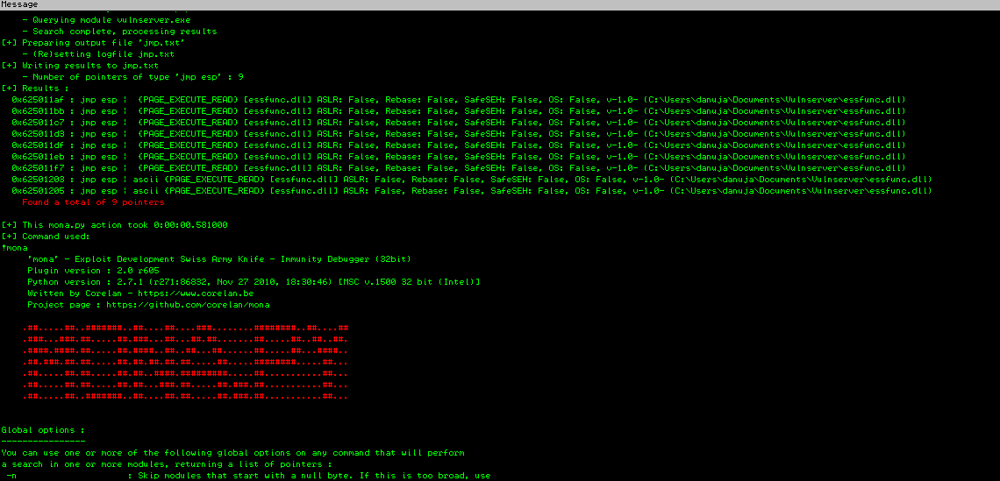 Message
- Querying module vulnserver.exe
- Search complete, processing results
[+] Preparing output file 'jmp.txt'
- (Re)setting logfile jmp.txt
[+] Writing results to jmp.txt
- Number of pointers of type 'jmp esp' : 9
[+] Results :
0x625011af : jmp esp | {PAGE_EXECUTE_READ} [essfunc.dll] ASLR: False, Rebase: False, SafeSEH: False, OS: False, v-1.0- (C:\Users\danuja\Documents\Vulnserver\essfunc.dll)
0x625011bb : jmp esp | {PAGE_EXECUTE_READ} [essfunc.dll] ASLR: False, Rebase: False, SafeSEH: False, OS: False, v-1.0- (C:\Users\danuja\Documents\Vulnserver\essfunc.dll)
0x625011c7 : jmp esp | {PAGE_EXECUTE_READ} [essfunc.dll] ASLR: False, Rebase: False, SafeSEH: False, OS: False, v-1.0- (C:\Users\danuja\Documents\Vulnserver\essfunc.dll)
0x625011d3 : jmp esp | {PAGE_EXECUTE_READ} [essfunc.dll] ASLR: False, Rebase: False, SafeSEH: False, OS: False, v-1.0- (C:\Users\danuja\Documents\Vulnserver\essfunc.dll)
0x625011df : jmp esp | {PAGE_EXECUTE_READ} [essfunc.dll] ASLR: False, Rebase: False, SafeSEH: False, OS: False, v-1.0- (C:\Users\danuja\Documents\Vulnserver\essfunc.dll)
0x625011eb : jmp esp | {PAGE_EXECUTE_READ} [essfunc.dll] ASLR: False, Rebase: False, SafeSEH: False, OS: False, v-1.0- (C:\Users\danuja\Documents\Vulnserver\essfunc.dll)
0x625011f7 : jmp esp | {PAGE_EXECUTE_READ} [essfunc.dll] ASLR: False, Rebase: False, SafeSEH: False, OS: False, v-1.0- (C:\Users\danuja\Documents\Vulnserver\essfunc.dll)
0x62501203 : jmp esp | ascii {PAGE_EXECUTE_READ} [essfunc.dll] ASLR: False, Rebase: False, SafeSEH: False, OS: False, v-1.0- (C:\Users\danuja\Documents\Vulnserver\essfunc.dll)
0x62501205 : jmp esp | ascii {PAGE_EXECUTE_READ} [essfunc.dll] ASLR: False, Rebase: False, SafeSEH: False, OS: False, v-1.0- (C:\Users\danuja\Documents\Vulnserver\essfunc.dll)
Found a total of 9 pointers
[+] This mona.py action took 0:00:00.581000
[+] Command used:
!mona
'mona' - Exploit Development Swiss Army Knife - Immunity Debugger (32bit)
Plugin version : 2.0 r605
Python version : 2.7.1 (r271:86832, Nov 27 2010, 18:30:46) [MSC v.1500 32 bit (Intel)]
Written by Corelan - https://www.corelan.be
Project page : https://github.com/corelan/mona
Global options :
----------------
You can use one or more of the following global options on any command that will perform
a search in one or more modules, returning a list of pointers :
-n : Skip modules that start with a null byte. If this is too broad, use